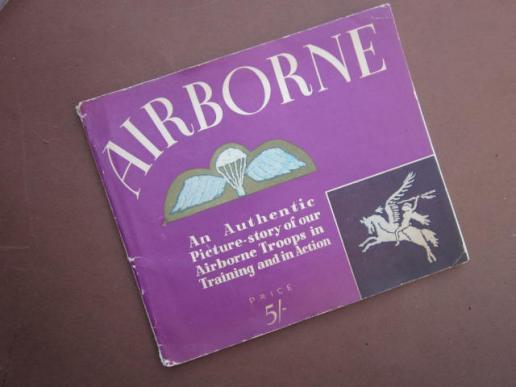 AIRBORNE
An Authentic
Picture-story of our
Airborne Troops in
Training and in Action
PRICE
5/-